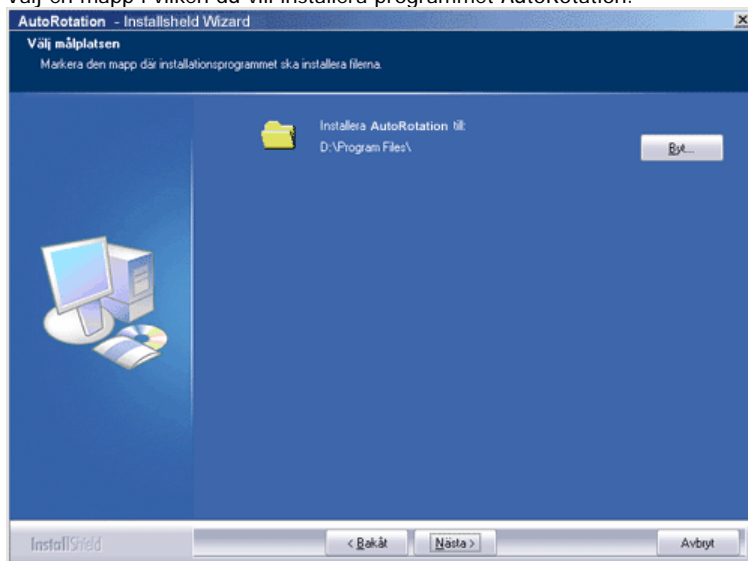 Välj en mapp i vilken du vill installera programmet AutoRotation.
AutoRotation - Installsheld Wizard
Välj målplatsen
Markera den mapp där installationsprogrammet ska installera filerna.
Installera AutoRotation till:
D:\Program Files\
Byt...
InstallShield
< Bakåt
Nästa >
Avbryt